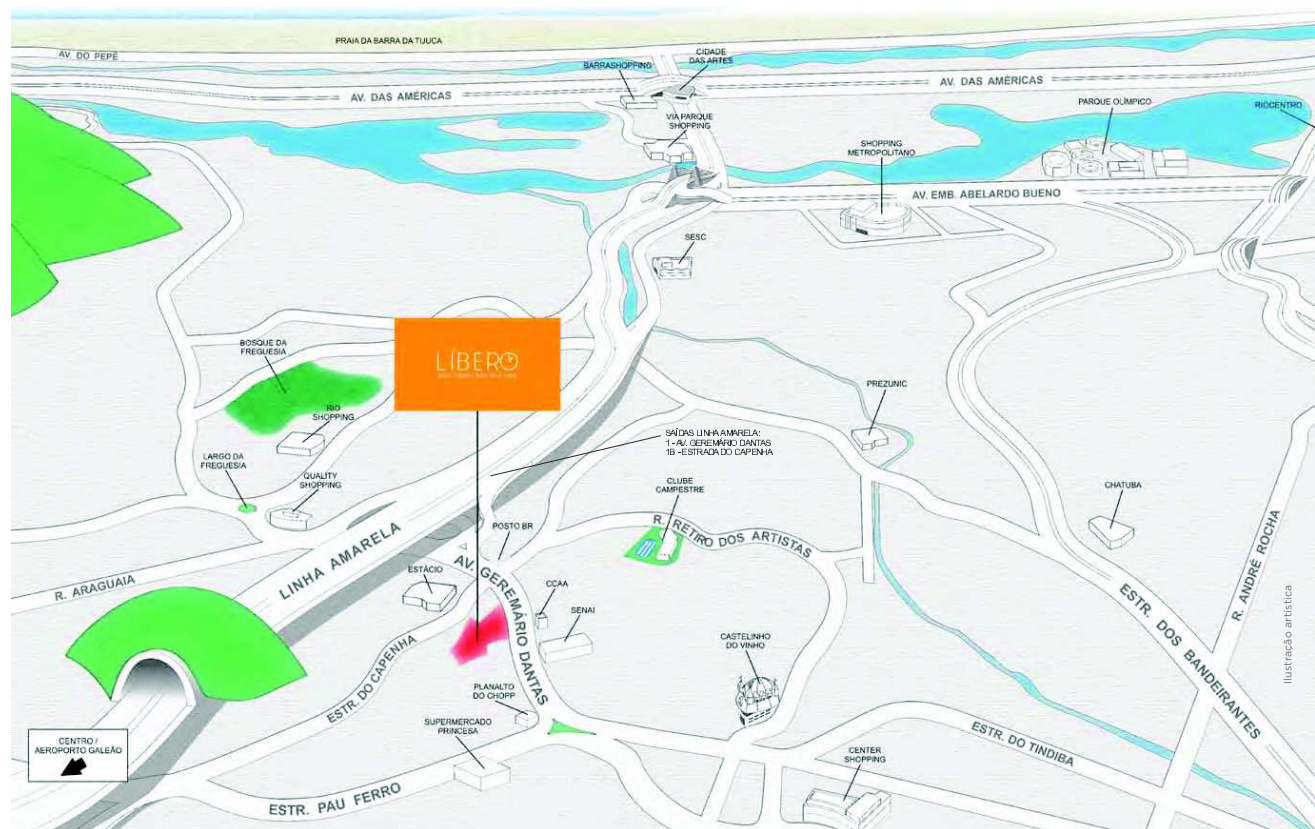 PRAIA DA BARRA DA TIJUCA
AV. DO PEPÊ
BARRASHOPPING
CIDADE
DAS ARTES
AV. DAS AMÉRICAS
AV. DAS AMÉRICAS
PARQUE OLÍMPICO
RIOCENTRO
VIA PARQUE
SHOPPING
SHOPPING
METROPOLITANO
AV. EMB. ABELARDO BUENO
SESC
BOSQUE DA
FREGUESIA
LÍBERO
RIO
SHOPPING
PREZUNIC
SAÍDAS LINHA AMARELA:
1 - AV. GEREMÁRIO DANTAS
1B - ESTRADA DO CAPENHA
LARGO DA
FREGUESIA
QUALITY
SHOPPING
CLUBE
CAMPESTRE
CHATUBA
R. RETIRO DOS ARTISTAS
POSTO BR
LINHA AMARELA
R. ARAGUAIA
ESTÁCIO
AV. GEREMÁRIO DANTAS
CCAA
SENAI
R. ANDRÉ ROCHA
ESTR. DOS BANDEIRANTES
Ilustração artística
ESTR. DO CAPENHA
CASTELINHO
DO VINHO
PLANALTO
DO CHOPP
SUPERMERCADO
PRINCESA
CENTRO /
AEROPORTO GALEÃO
ESTR. DO TINDIBA
CENTER
SHOPPING
ESTR. PAU FERRO